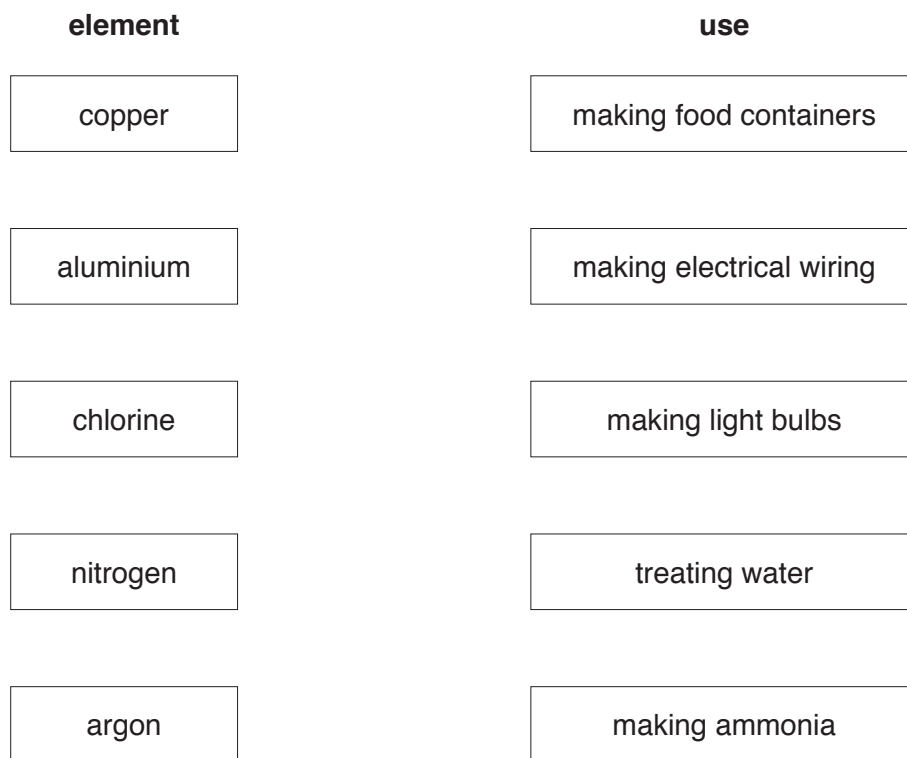 element use
copper making food containers
aluminium making electrical wiring
chlorine making light bulbs
nitrogen treating water
argon making ammonia